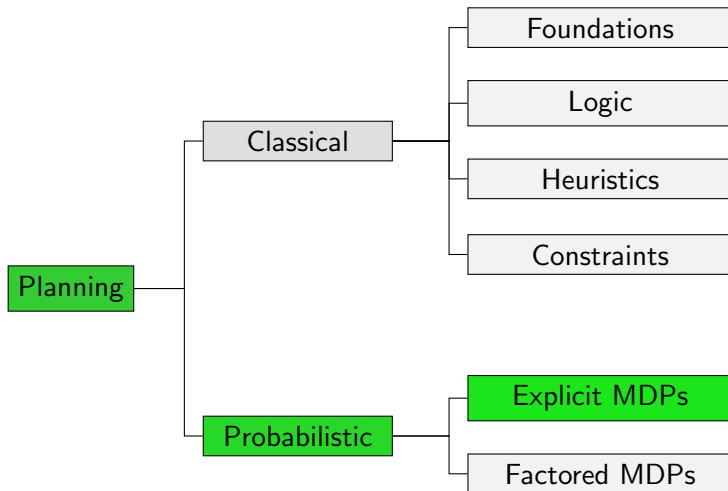 Foundations
Logic
Classical
Heuristics
Constraints
Planning
Explicit MDPs
Probabilistic
Factored MDPs